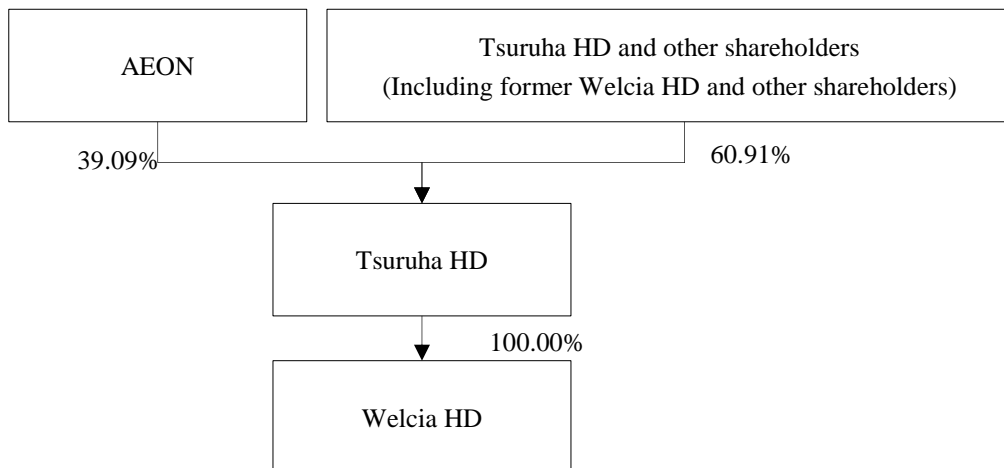 AEON
Tsuruha HD and other shareholders
(Including former Welcia HD and other shareholders)
39.09%
60.91%
Tsuruha HD
100.00%
Welcia HD